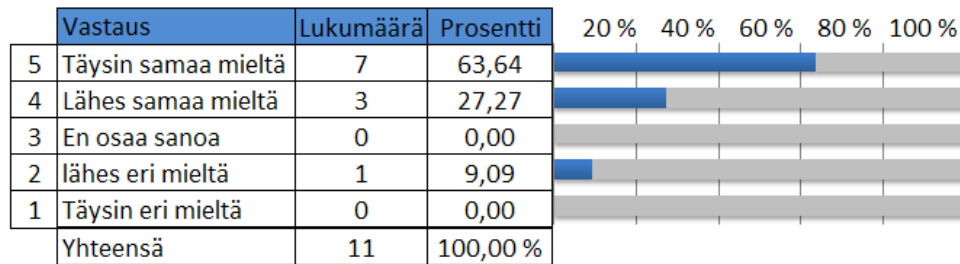 Vastaus Lukumäärä Prosentti 20 % 40 % 60 % 80 % 100 %
5 Täysin samaa mieltä 7 63,64
4 Lähes samaa mieltä 3 27,27
3 En osaa sanoa 0 0,00
2 lähes eri mieltä 1 9,09
1 Täysin eri mieltä 0 0,00
Yhteensä 11 100,00 %